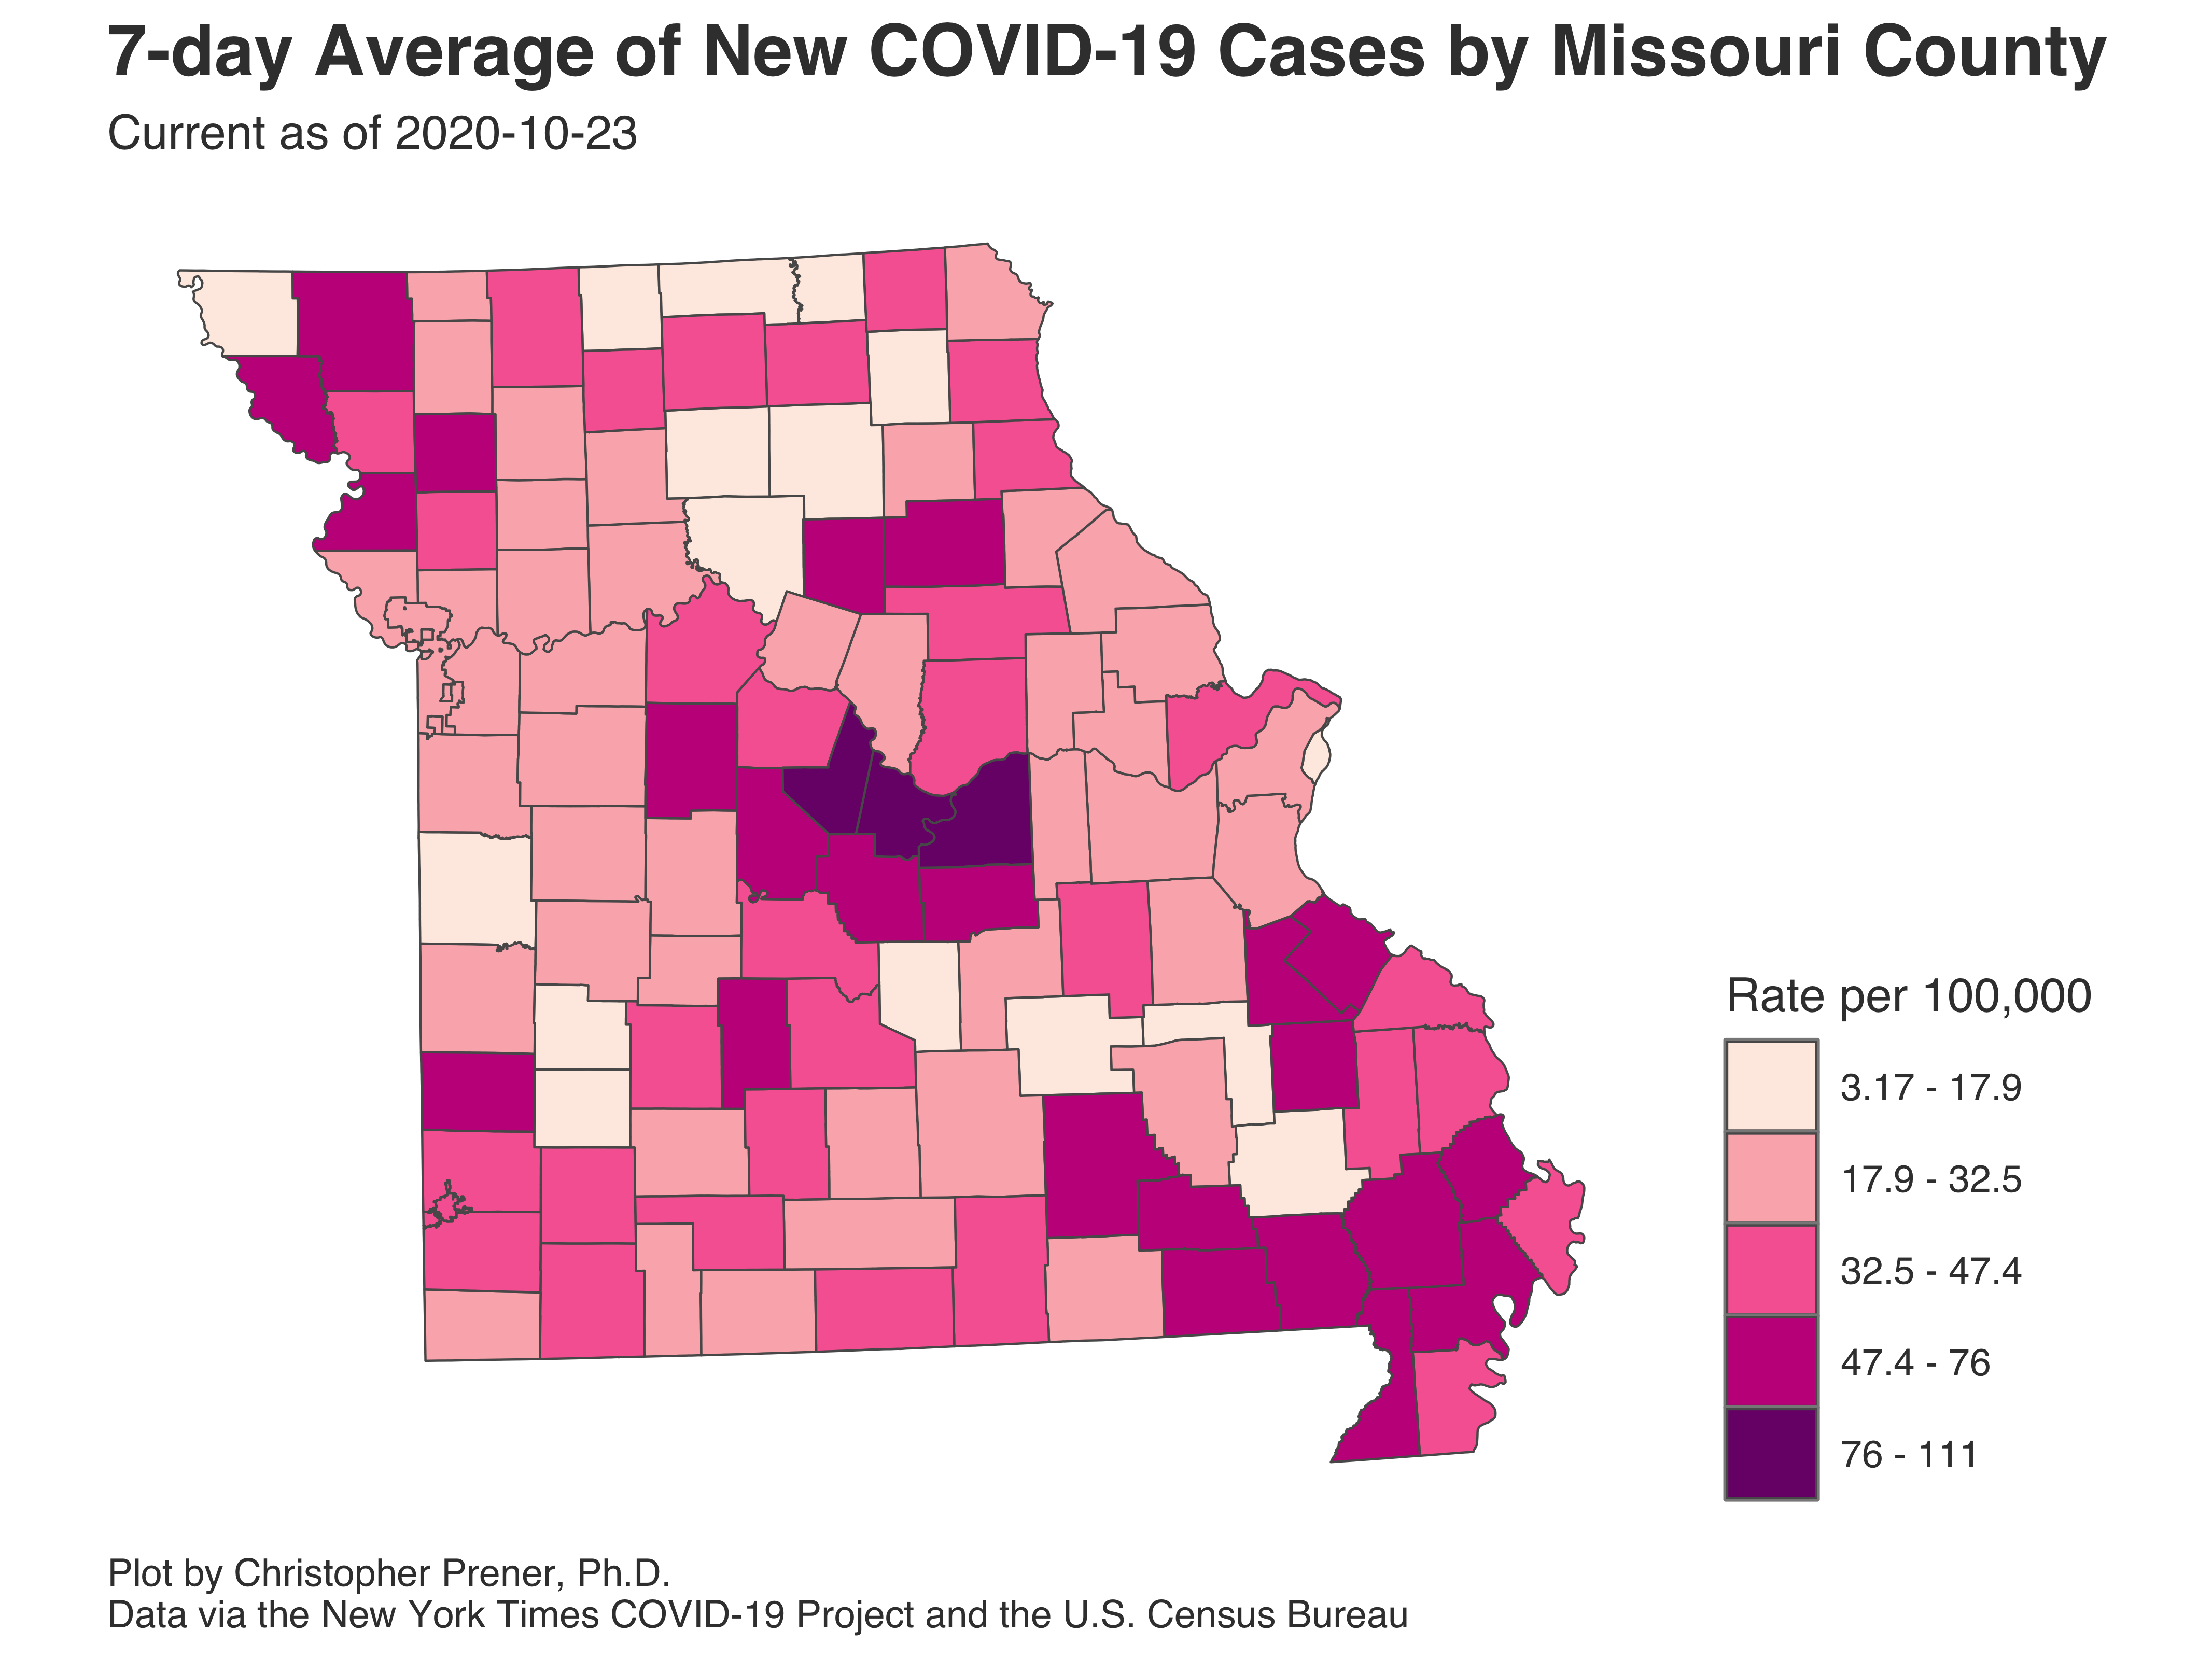 7-day Average of New COVID-19 Cases by Missouri County
Current as of 2020-10-23
Rate per 100,000
3.17 - 17.9
17.9 - 32.5
32.5 - 47.4
47.4 - 76
76 - 111
Plot by Christopher Prener, Ph.D.
Data via the New York Times COVID-19 Project and the U.S. Census Bureau